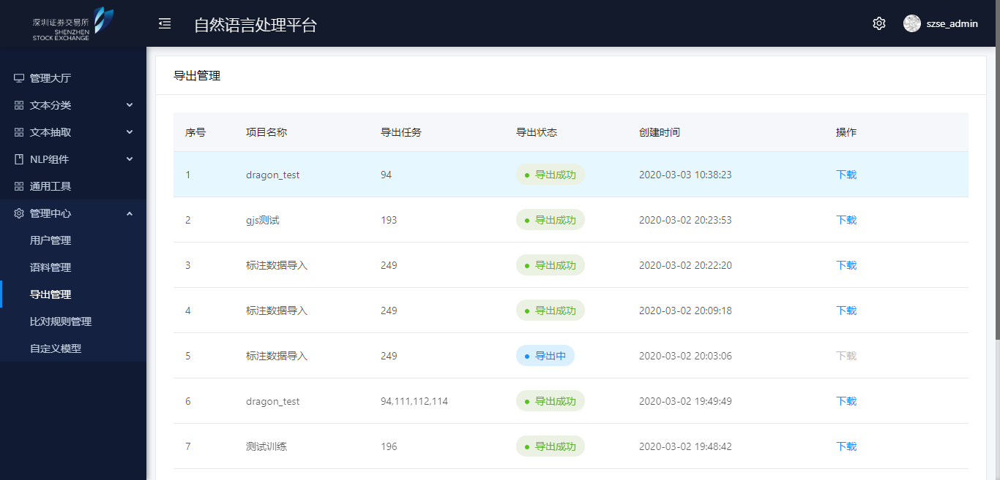 深圳证券交易所
SHENZHEN
STOCK EXCHANGE
自然语言处理平台
szse_admin
管理大厅
文本分类
文本抽取
NLP组件
通用工具
管理中心
用户管理
语料管理
导出管理
比对规则管理
自定义模型
导出管理
序号 项目名称 导出任务 导出状态 创建时间 操作
1 dragon_test 94 导出成功 2020-03-03 10:38:23 下载
2 gjs测试 193 导出成功 2020-03-02 20:23:53 下载
3 标注数据导入 249 导出成功 2020-03-02 20:22:20 下载
4 标注数据导入 249 导出成功 2020-03-02 20:09:18 下载
5 标注数据导入 249 导出中 2020-03-02 20:03:06 下载
6 dragon_test 94,111,112,114 导出成功 2020-03-02 19:49:49 下载
7 测试训练 196 导出成功 2020-03-02 19:48:42 下载